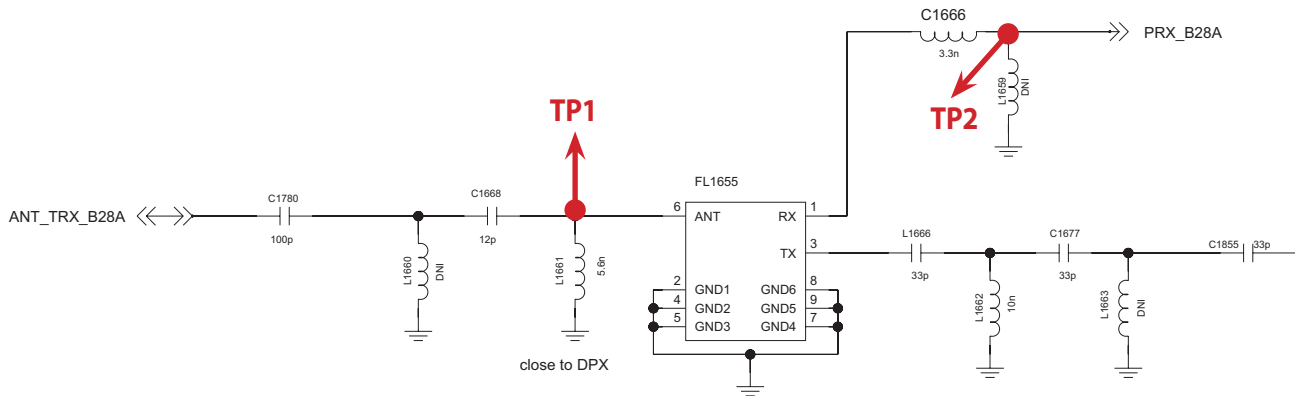 C1666
3.3n
PRX_B28A
L1659
DNI
TP1
TP2
FL1655
ANT_TRX_B28A
C1780
100p
C1668
12p
L1660
DNI
L1661
5.6n
close to DPX
6
ANT
RX
1
TX
3
2
GND1
GND6
8
4
GND2
GND5
9
5
GND3
GND4
7
L1666
33p
C1677
33p
C1855
33p
L1662
10n
L1663
DNI